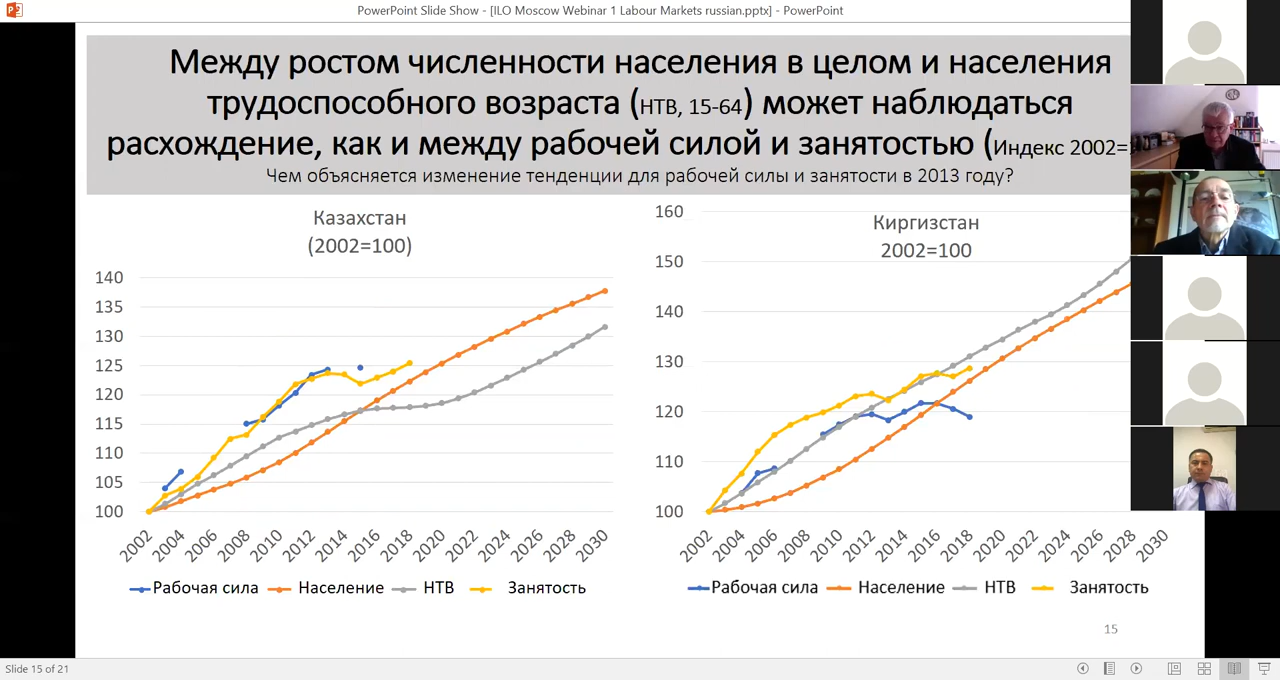 PowerPoint Slide Show - [ILO Moscow Webinar 1 Labour Markets russian.pptx] - PowerPoint
Между ростом численности населения в целом и населения
трудоспособного возраста (НТВ, 15-64) может наблюдаться
расхождение, как и между рабочей силой и занятостью (Индекс 2002=
Чем объясняется изменение тенденции для рабочей силы и занятости в 2013 году?
Казахстан
(2002=100)
140
135
130
125
120
115
110
105
100
2002 2004 2006 2008 2010 2012 2014 2016 2018 2020 2022 2024 2026 2028 2030
Рабочая сила Население НТВ Занятость
Киргизстан
2002=100
160
150
140
130
120
110
100
2002 2004 2006 2008 2010 2012 2014 2016 2018 2020 2022 2024 2026 2028 2030
Рабочая сила Население НТВ Занятость
15
Slide 15 of 21